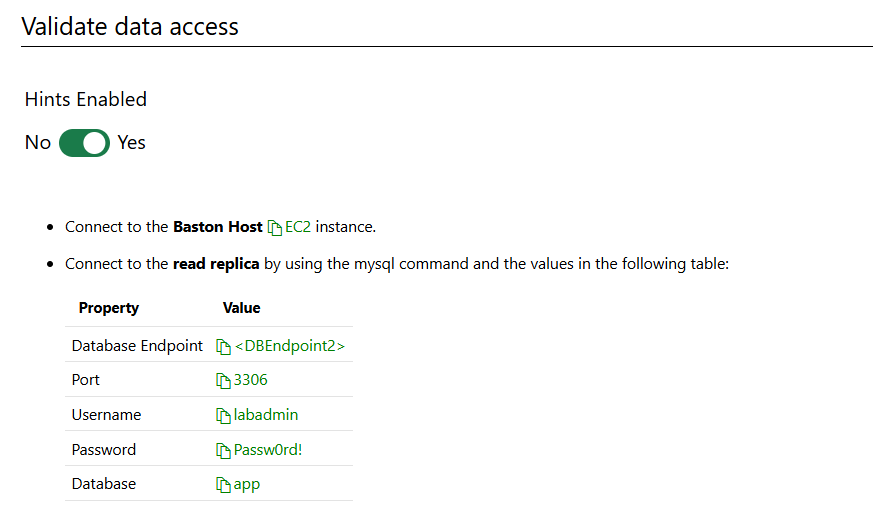 Validate data access
Hints Enabled
No Yes
Connect to the Baston Host EC2 instance.
Connect to the read replica by using the mysql command and the values in the following table:
Property Value
Database Endpoint <DBEndpoint2>
Port 3306
Username labadmin
Password Passw0rd!
Database app